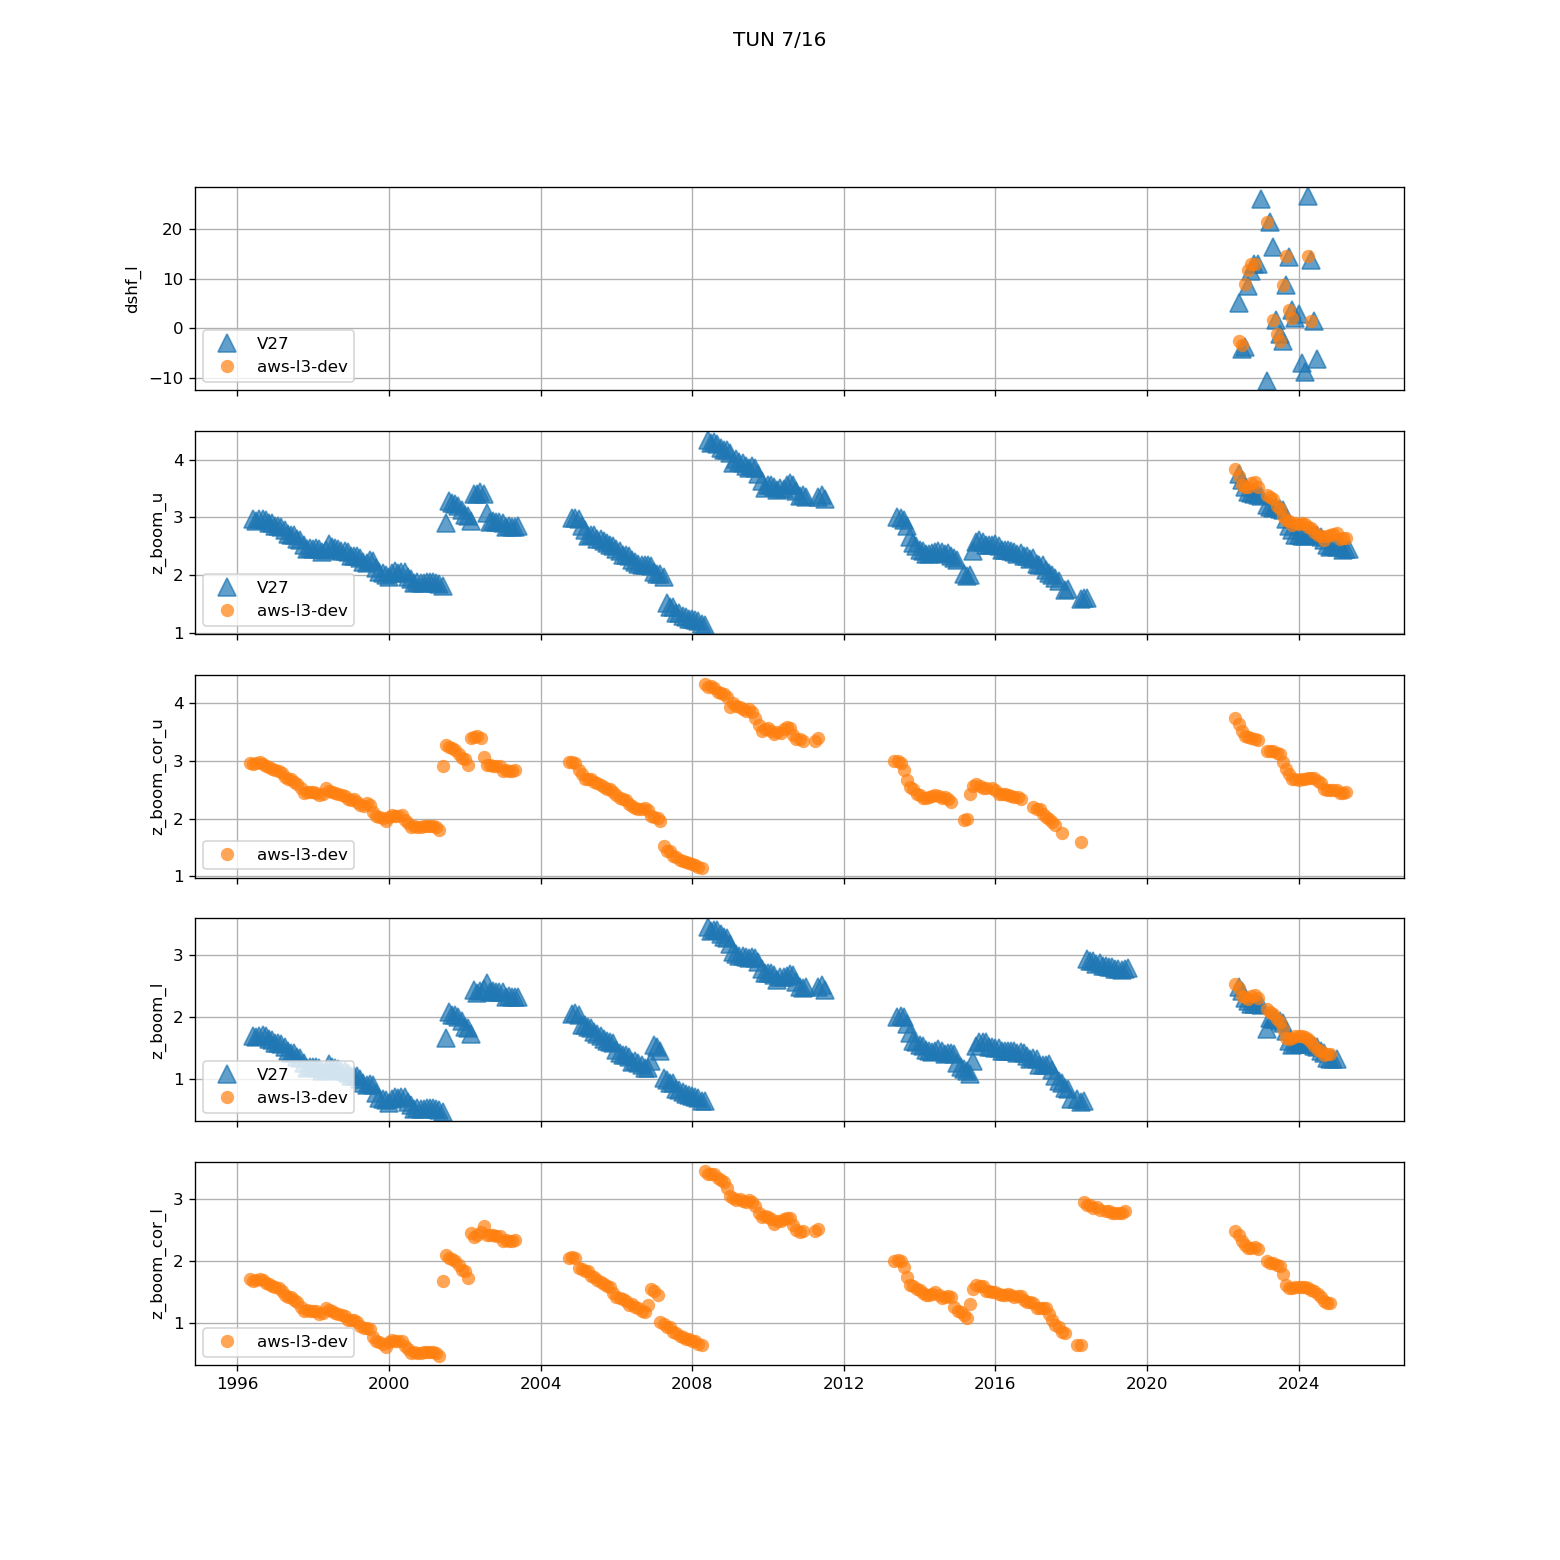 TUN 7/16
dshf_l
20
10
0
−10
V27
aws-l3-dev
z_boom_u
4
3
2
1
V27
aws-l3-dev
z_boom_cor_u
4
3
2
1
aws-l3-dev
z_boom_l
3
2
1
V27
aws-l3-dev
z_boom_cor_l
3
2
1
aws-l3-dev
1996 2000 2004 2008 2012 2016 2020 2024